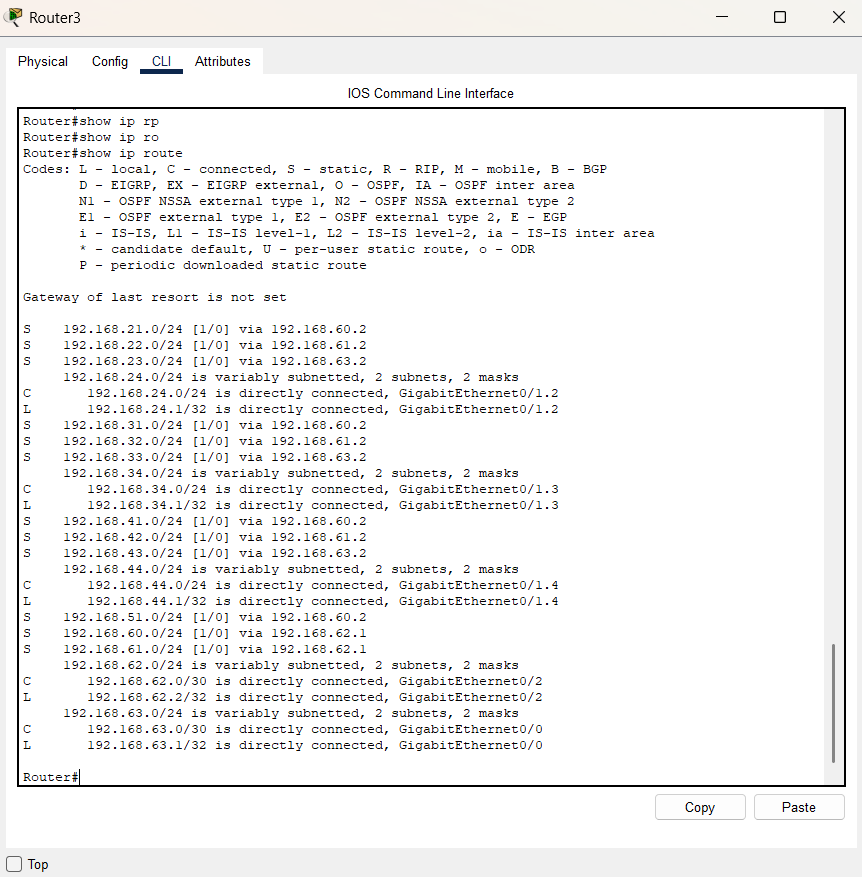 Router3
Physical Config CLI Attributes
IOS Command Line Interface
Router#show ip rp
Router#show ip ro
Router#show ip route
Codes: L - local, C - connected, S - static, R - RIP, M - mobile, B - BGP
D - EIGRP, EX - EIGRP external, O - OSPF, IA - OSPF inter area
N1 - OSPF NSSA external type 1, N2 - OSPF NSSA external type 2
E1 - OSPF external type 1, E2 - OSPF external type 2, E - EGP
i - IS-IS, L1 - IS-IS level-1, L2 - IS-IS level-2, ia - IS-IS inter area
* - candidate default, U - per-user static route, o - ODR
P - periodic downloaded static route
Gateway of last resort is not set
S 192.168.21.0/24 [1/0] via 192.168.60.2
S 192.168.22.0/24 [1/0] via 192.168.61.2
S 192.168.23.0/24 [1/0] via 192.168.63.2
192.168.24.0/24 is variably subnetted, 2 subnets, 2 masks
C 192.168.24.0/24 is directly connected, GigabitEthernet0/1.2
L 192.168.24.1/32 is directly connected, GigabitEthernet0/1.2
S 192.168.31.0/24 [1/0] via 192.168.60.2
S 192.168.32.0/24 [1/0] via 192.168.61.2
S 192.168.33.0/24 [1/0] via 192.168.63.2
192.168.34.0/24 is variably subnetted, 2 subnets, 2 masks
C 192.168.34.0/24 is directly connected, GigabitEthernet0/1.3
L 192.168.34.1/32 is directly connected, GigabitEthernet0/1.3
S 192.168.41.0/24 [1/0] via 192.168.60.2
S 192.168.42.0/24 [1/0] via 192.168.61.2
S 192.168.43.0/24 [1/0] via 192.168.63.2
192.168.44.0/24 is variably subnetted, 2 subnets, 2 masks
C 192.168.44.0/24 is directly connected, GigabitEthernet0/1.4
L 192.168.44.1/32 is directly connected, GigabitEthernet0/1.4
S 192.168.51.0/24 [1/0] via 192.168.60.2
S 192.168.60.0/24 [1/0] via 192.168.62.1
S 192.168.61.0/24 [1/0] via 192.168.62.1
192.168.62.0/24 is variably subnetted, 2 subnets, 2 masks
C 192.168.62.0/30 is directly connected, GigabitEthernet0/2
L 192.168.62.2/32 is directly connected, GigabitEthernet0/2
192.168.63.0/24 is variably subnetted, 2 subnets, 2 masks
C 192.168.63.0/30 is directly connected, GigabitEthernet0/0
L 192.168.63.1/32 is directly connected, GigabitEthernet0/0
Router#
Copy Paste
Top